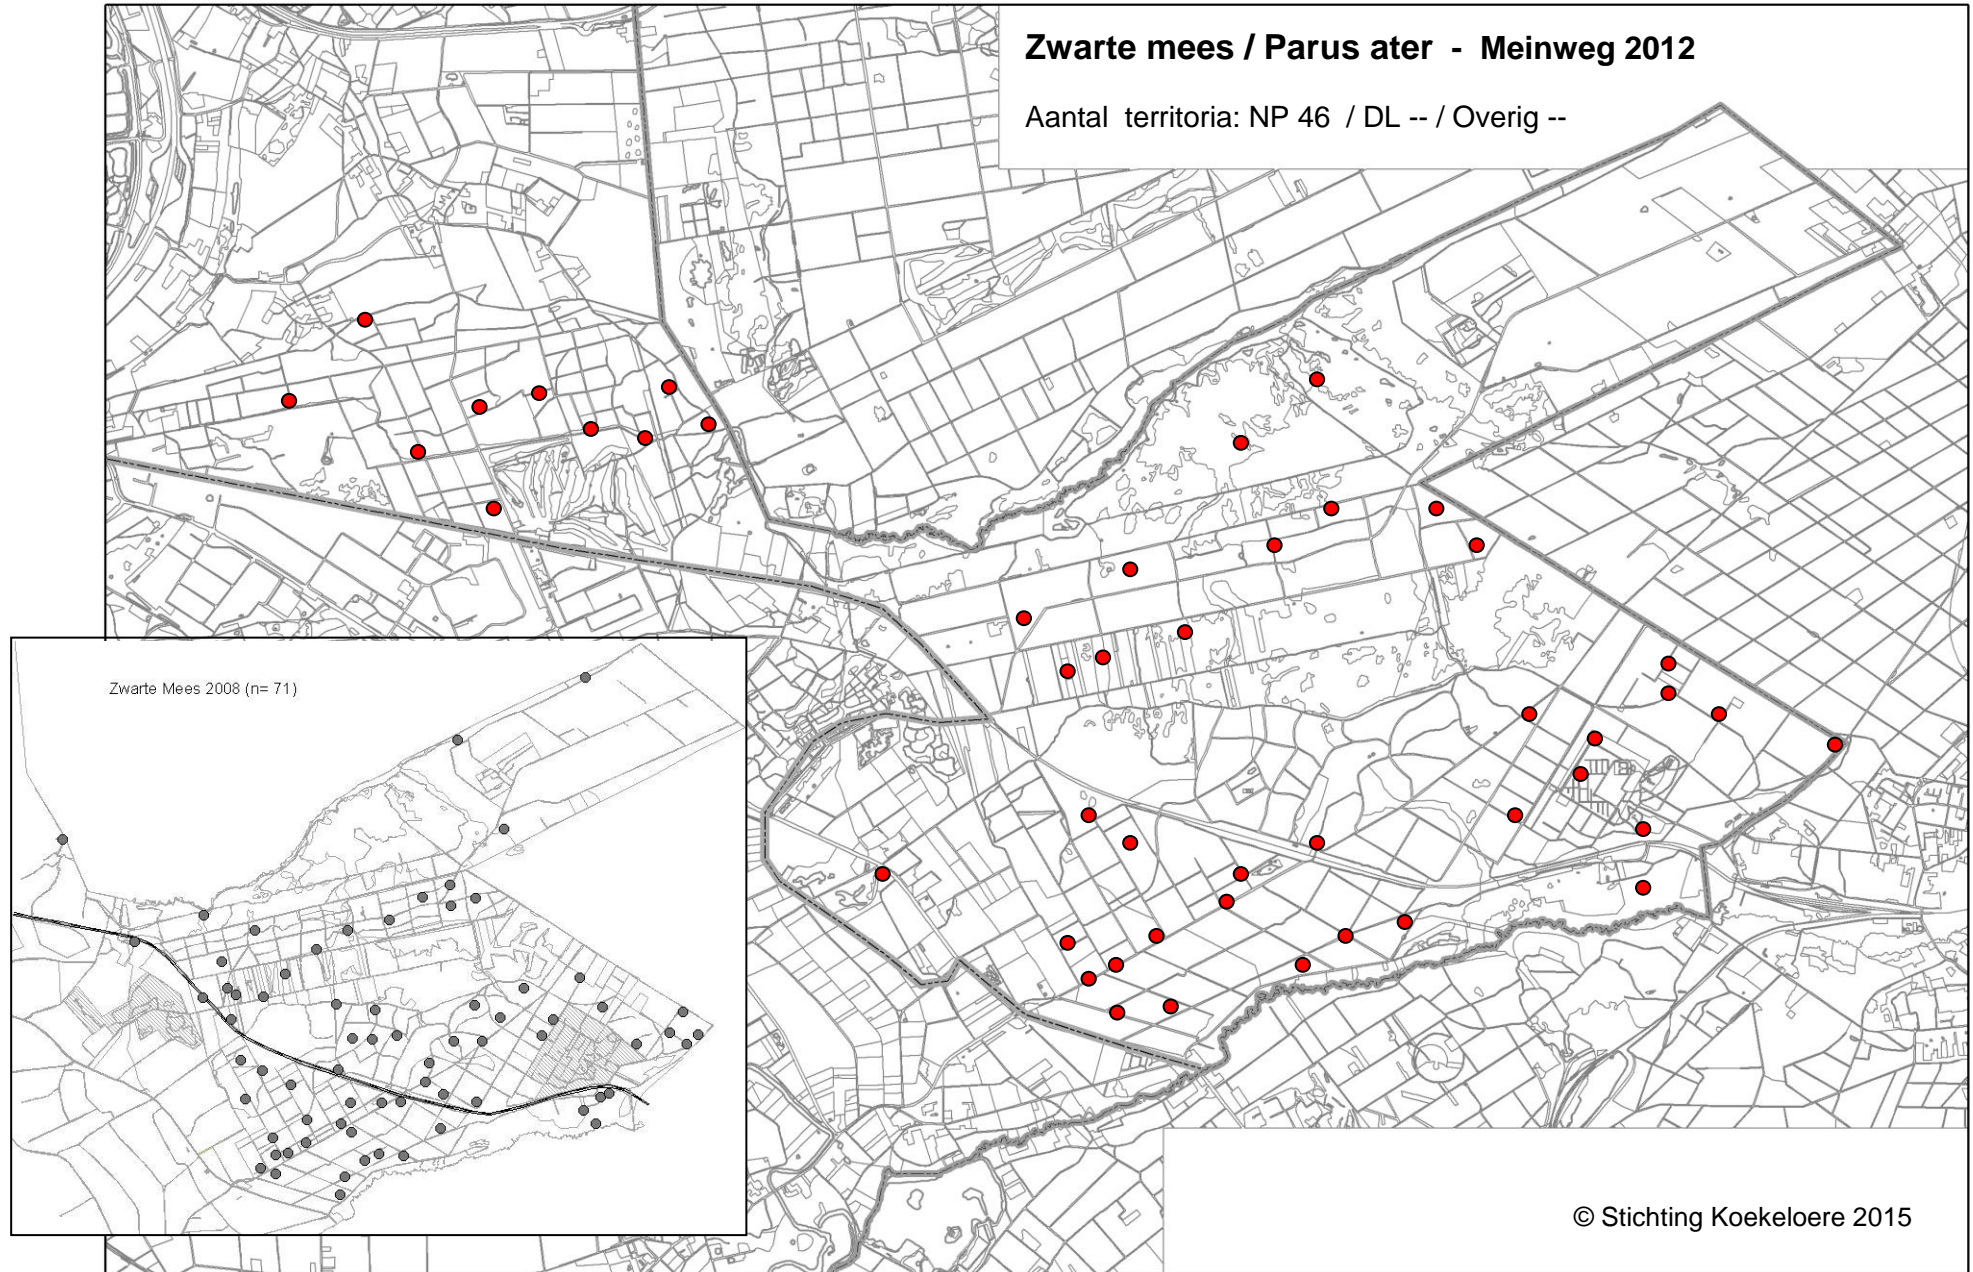 Zwarte mees / Parus ater - Meinweg 2012
Aantal territoria: NP 46 / DL -- / Overig --
Zwarte Mees 2008 (n= 71)
© Stichting Koekeloere 2015